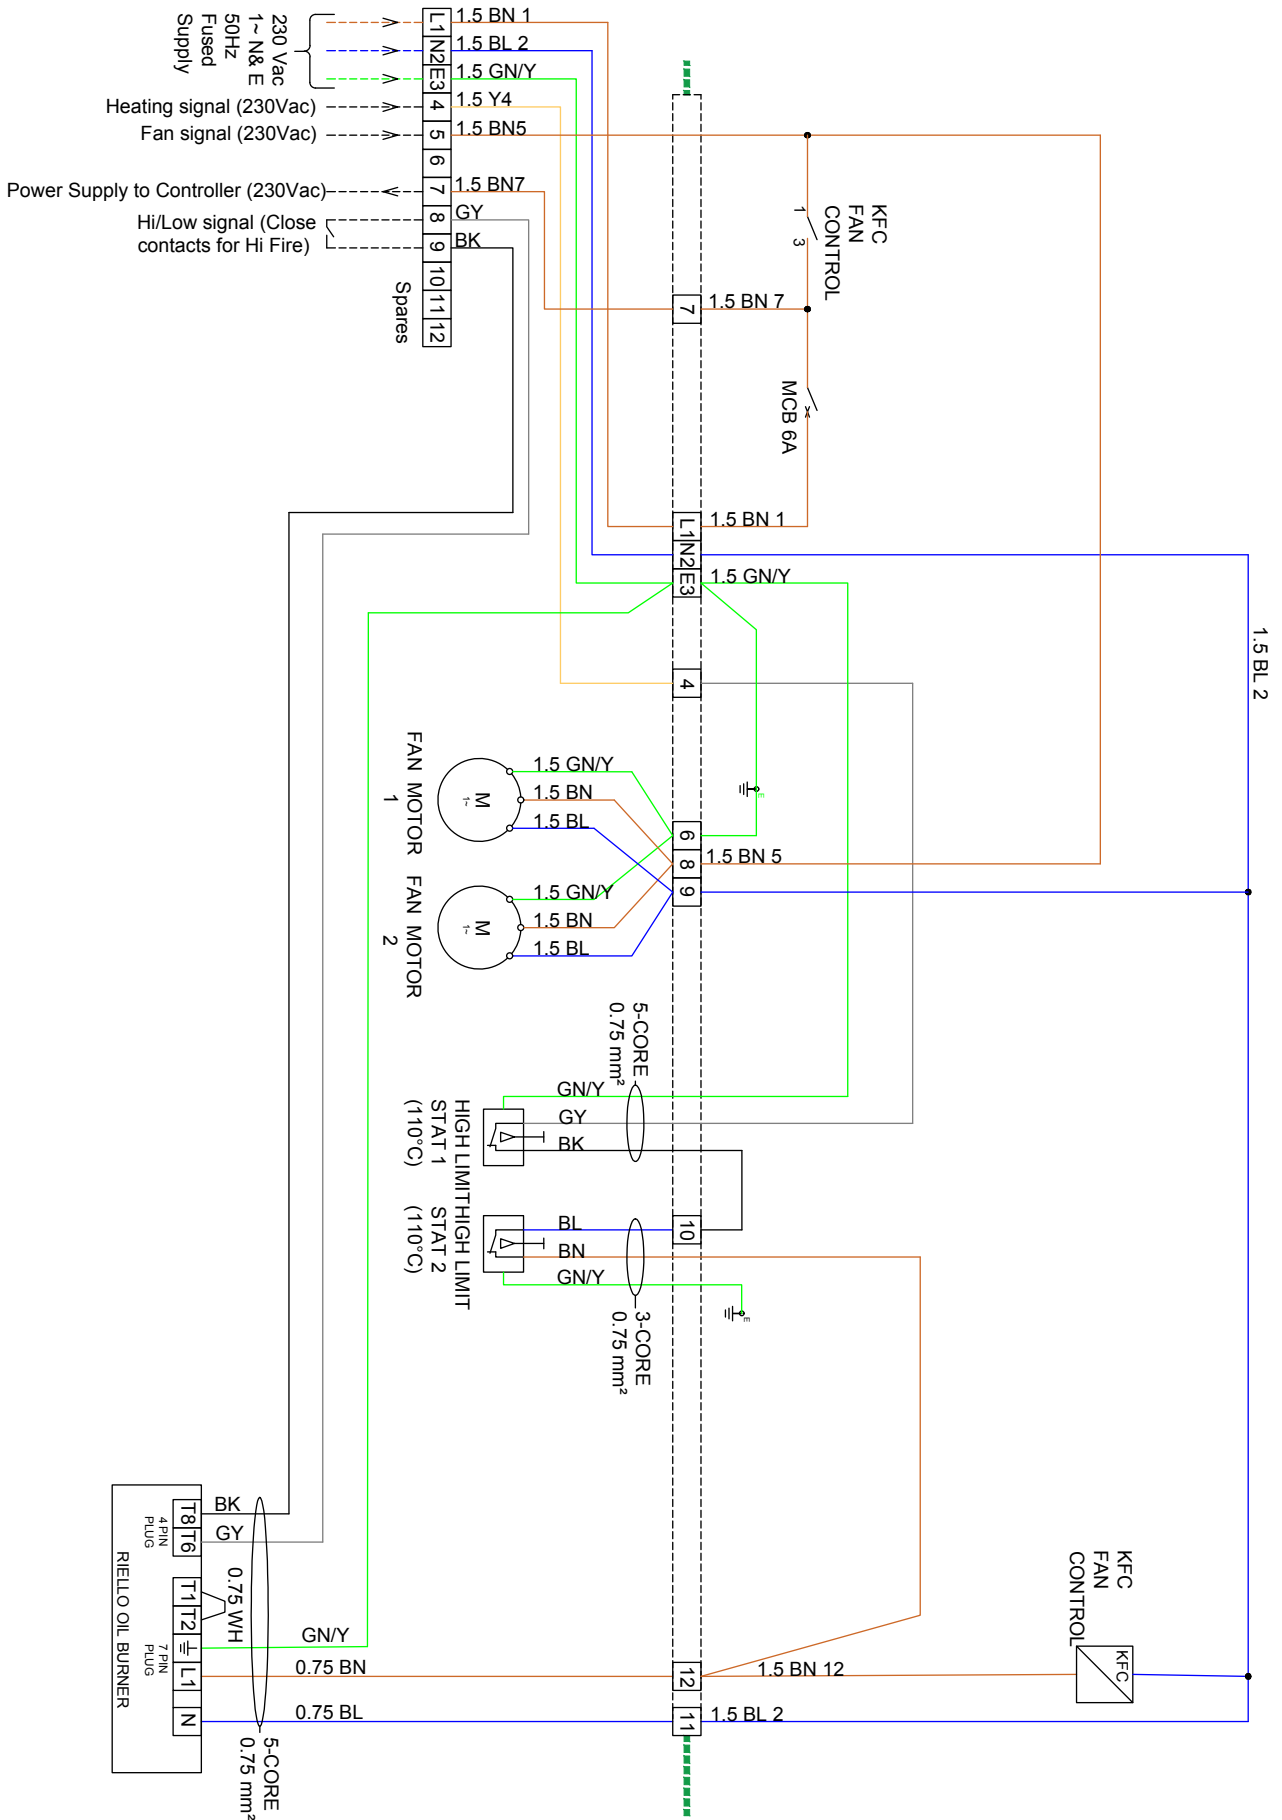 230 Vac
1~ N& E
50Hz
Fused
Supply
L1
N2
E3
4
5
6
7
8
9
10
11
12
Spares
1.5 BN 1
1.5 BL 2
1.5 GN/Y
1.5 Y4
1.5 BN5
1.5 BN7
GY
BK
Heating signal (230Vac)
Fan signal (230Vac)
Power Supply to Controller (230Vac)
Hi/Low signal (Close
contacts for Hi Fire)
KFC
FAN
CONTROL
1
3
7
1.5 BN 7
MCB 6A
L1
N2
E3
1.5 BN 1
1.5 GN/Y
1.5 BL 2
4
FAN MOTOR
1
M
1~
1.5 GN/Y
1.5 BN
1.5 BL
E
6
8
9
1.5 BN 5
FAN MOTOR
2
M
1~
1.5 GN/Y
1.5 BN
1.5 BL
5-CORE
0.75 mm²
GN/Y
GY
BK
HIGH LIMIT
STAT 1
(110°C)
HIGH LIMIT
STAT 2
(110°C)
10
BL
BN
GN/Y
E
3-CORE
0.75 mm²
KFC
FAN
CONTROL
KFC
12
1.5 BN 12
11
1.5 BL 2
T8
T6
4 PIN
PLUG
BK
GY
T1
T2
0.75 WH
L1
N
7 PIN
PLUG
GN/Y
0.75 BN
0.75 BL
RIELLO OIL BURNER
5-CORE
0.75 mm²